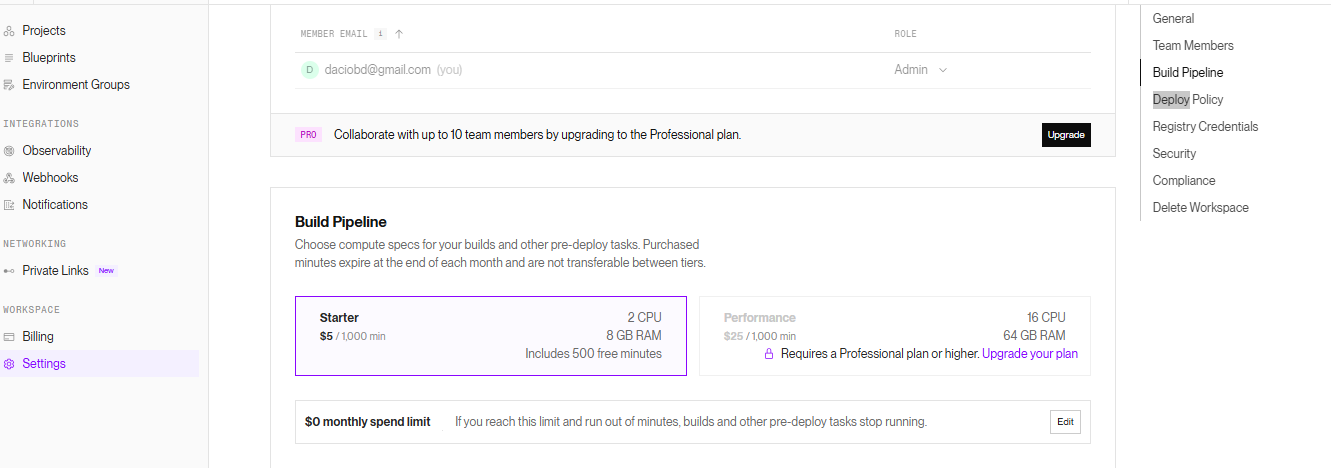 Projects
Blueprints
Environment Groups
INTEGRATIONS
Observability
Webhooks
Notifications
NETWORKING
Private Links New
WORKSPACE
Billing
Settings
MEMBER EMAIL i ↑ ROLE
D daciobd@gmail.com (you) Admin
PRO Collaborate with up to 10 team members by upgrading to the Professional plan. Upgrade
Build Pipeline
Choose compute specs for your builds and other pre-deploy tasks. Purchased
minutes expire at the end of each month and are not transferable between tiers.
Starter 2 CPU
$5 / 1,000 min 8 GB RAM
Includes 500 free minutes
Performance 16 CPU
$25 / 1,000 min 64 GB RAM
Requires a Professional plan or higher. Upgrade your plan
$0 monthly spend limit If you reach this limit and run out of minutes, builds and other pre-deploy tasks stop running. Edit
General
Team Members
Build Pipeline
Deploy Policy
Registry Credentials
Security
Compliance
Delete Workspace